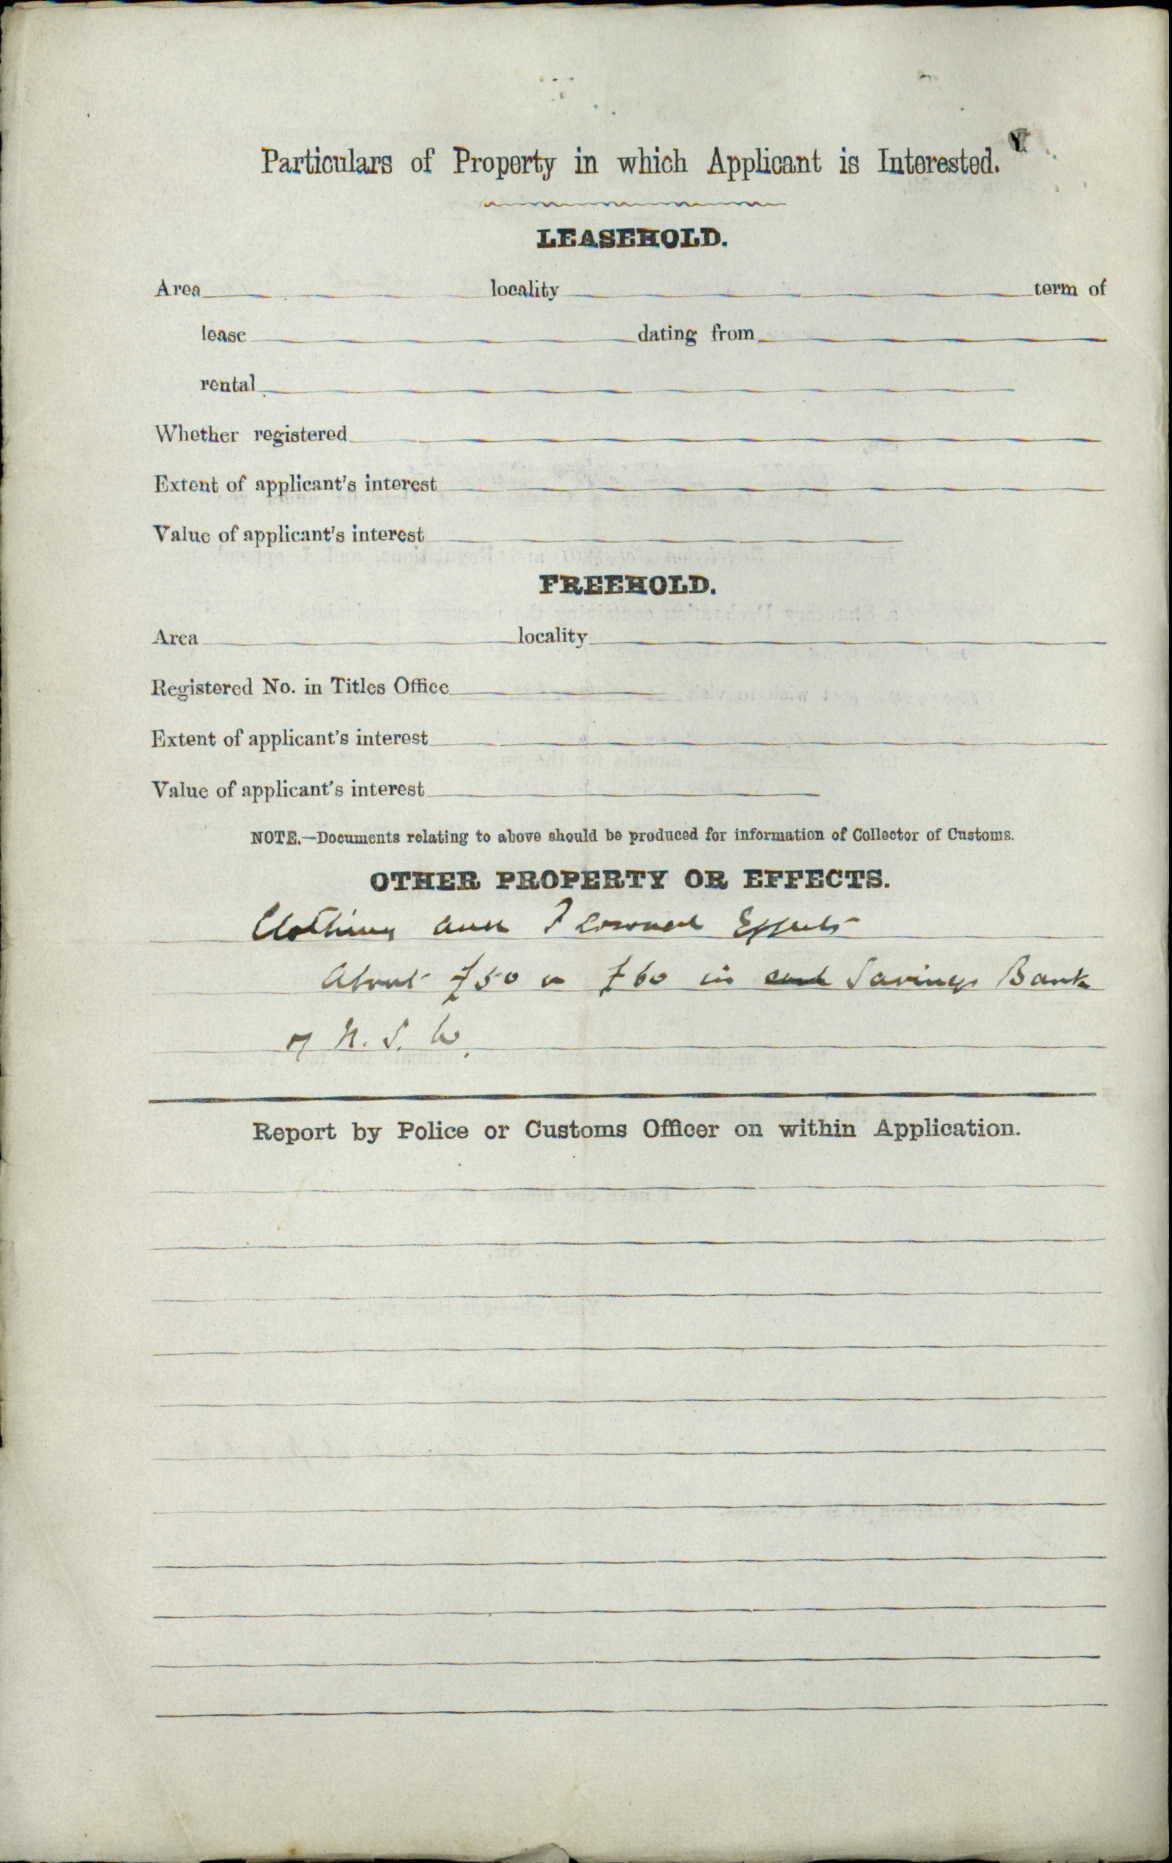 Particulars of Property in which Applicant is Interested.
LEASEHOLD.
Area locality term of
lease dating from
rental
Whether registered
Extent of applicant's interest
Value of applicant's interest
FREEHOLD.
Area locality
Registered No. in Titles Office
Extent of applicant's interest
Value of applicant's interest
NOTE.—Documents relating to above should be produced for information of Collector of Customs.
OTHER PROPERTY OR EFFECTS.
Clothing and Personal Effects
About £50 or £60 in Savings Bank
of N. S. W.
Report by Police or Customs Officer on within Application.